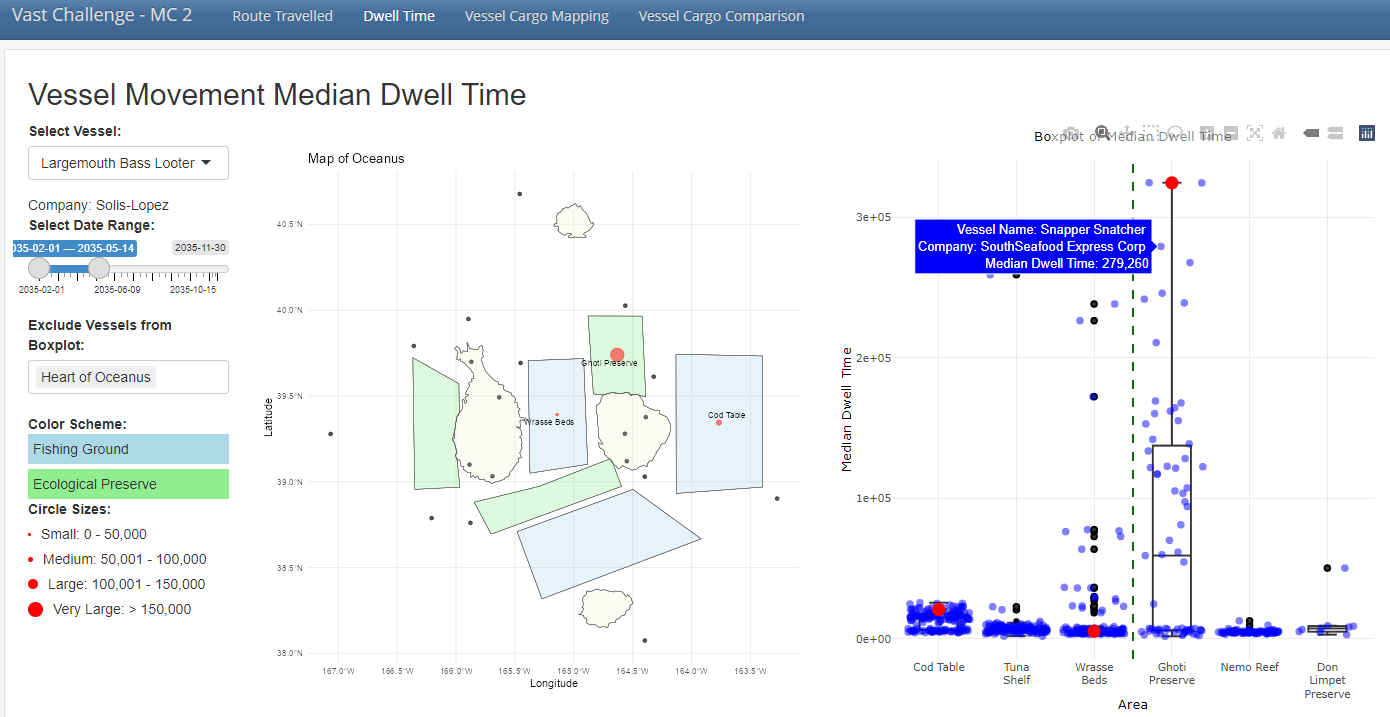 Vast Challenge - MC 2 Route Travelled Dwell Time Vessel Cargo Mapping Vessel Cargo Comparison
Vessel Movement Median Dwell Time
Select Vessel:
Largemouth Bass Looter
Company: Solis-Lopez
Select Date Range:
35-02-01 — 2035-05-14 2035-11-30
2035-02-01 2035-06-09 2035-10-15
Exclude Vessels from
Boxplot:
Heart of Oceanus
Color Scheme:
Fishing Ground
Ecological Preserve
Circle Sizes:
Small: 0 - 50,000
Medium: 50,001 - 100,000
Large: 100,001 - 150,000
Very Large: > 150,000
Map of Oceanus
40.5°N
40.0°N
39.5°N
39.0°N
38.5°N
38.0°N
Latitude
Ghoti Preserve
Wrasse Beds
Cod Table
167.0°W 166.5°W 166.0°W 165.5°W 165.0°W 164.5°W 164.0°W 163.5°W
Longitude
Boxplot of Median Dwell Time
3e+05
2e+05
1e+05
0e+00
Median Dwell Time
Vessel Name: Snapper Snatcher
Company: SouthSeafood Express Corp
Median Dwell Time: 279,260
Cod Table
Tuna
Shelf
Wrasse
Beds
Ghoti
Preserve
Nemo Reef
Don
Limpet
Preserve
Area